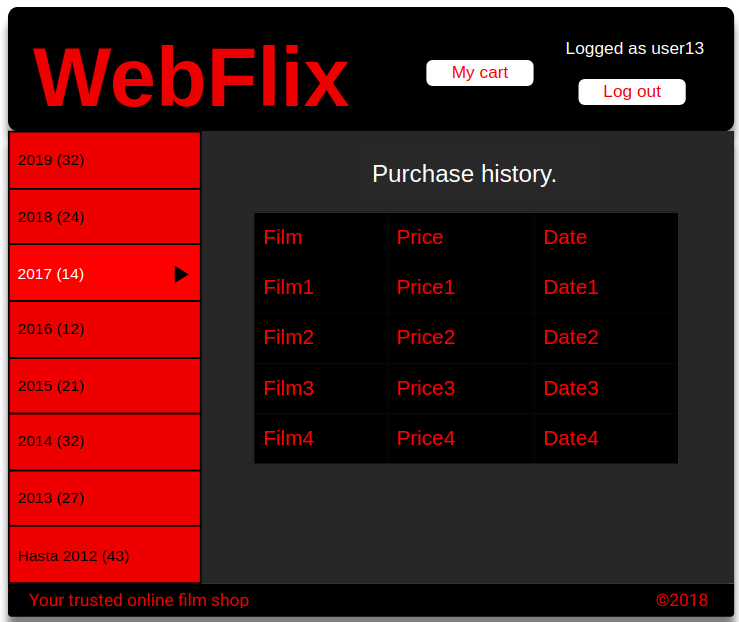 WebFlix
My cart
Logged as user13
Log out
2019 (32)
2018 (24)
2017 (14)
2016 (12)
2015 (21)
2014 (32)
2013 (27)
Hasta 2012 (43)
Purchase history.
Film Price Date
Film1 Price1 Date1
Film2 Price2 Date2
Film3 Price3 Date3
Film4 Price4 Date4
Your trusted online film shop
©2018